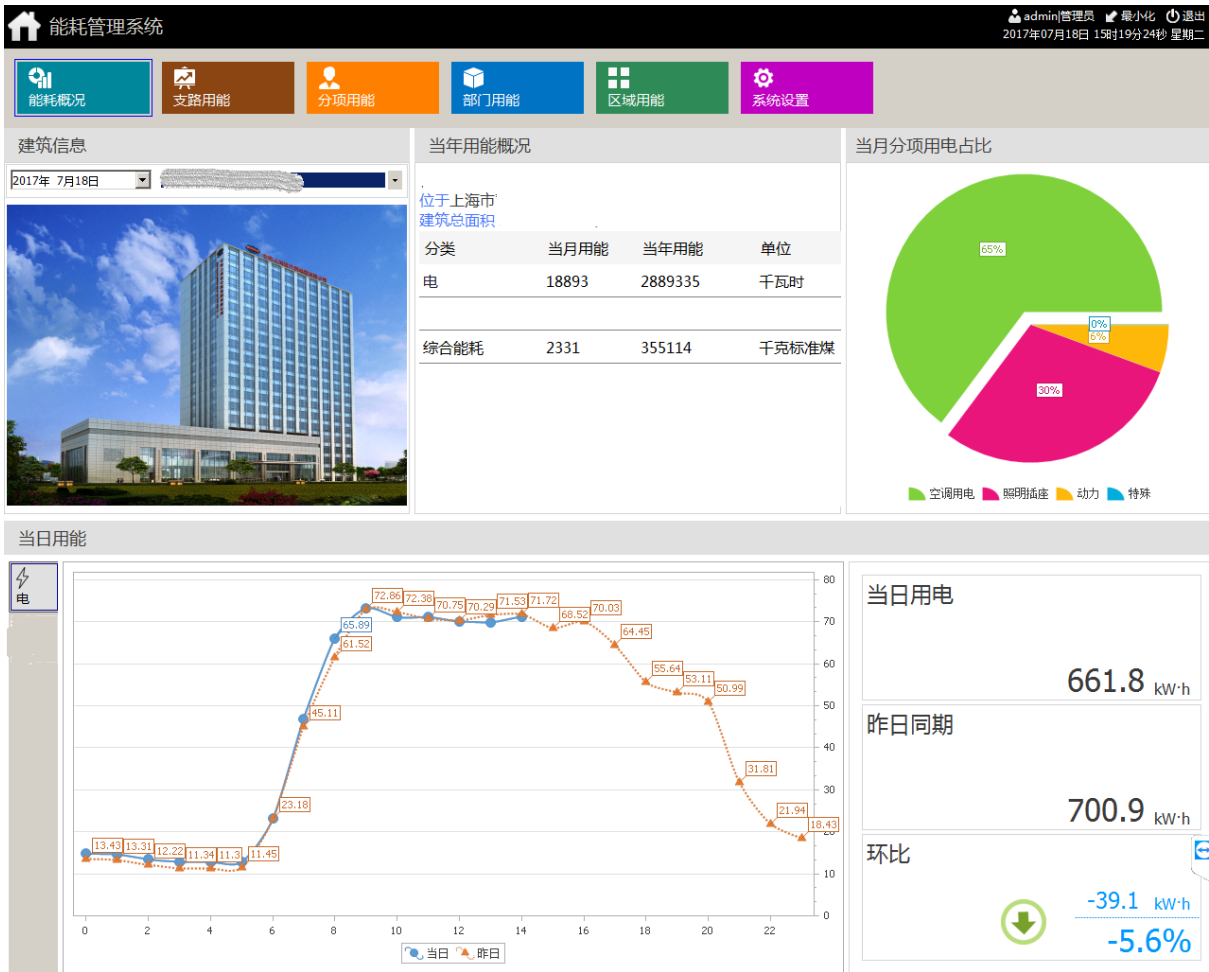 能耗管理系统
admin|管理员 最小化 退出
2017年07月18日 15时19分24秒 星期二
能耗概况
支路用能
分项用能
部门用能
区域用能
系统设置
建筑信息
2017年 7月18日
当年用能概况
位于上海市
建筑总面积
分类 当月用能 当年用能 单位
电 18893 2889335 千瓦时
综合能耗 2331 355114 千克标准煤
当月分项用电占比
65%
0%
6%
30%
空调用电 照明插座 动力 特殊
当日用能
电
80
72.86 72.38 70.75 70.29 71.53 71.72 68.52 70.03
65.89
61.52
64.45
55.64
53.11
50.99
45.11
31.81
23.18
21.94
18.43
13.43 13.31 12.22 11.34 11.3 11.45
70
60
50
40
30
20
10
0
0 2 4 6 8 10 12 14 16 18 20 22
当日 昨日
当日用电
661.8 kW·h
昨日同期
700.9 kW·h
环比
-39.1 kW·h
-5.6%